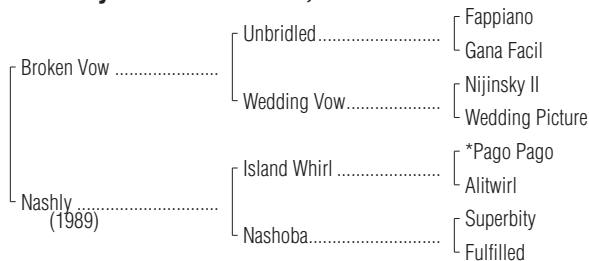 Fappiano
Unbridled
Gana Facil
Broken Vow
Nijinsky II
Wedding Vow
Wedding Picture
*Pago Pago
Island Whirl
Alitwirl
Nashly
(1989)
Superbity
Nashoba
Fulfilled